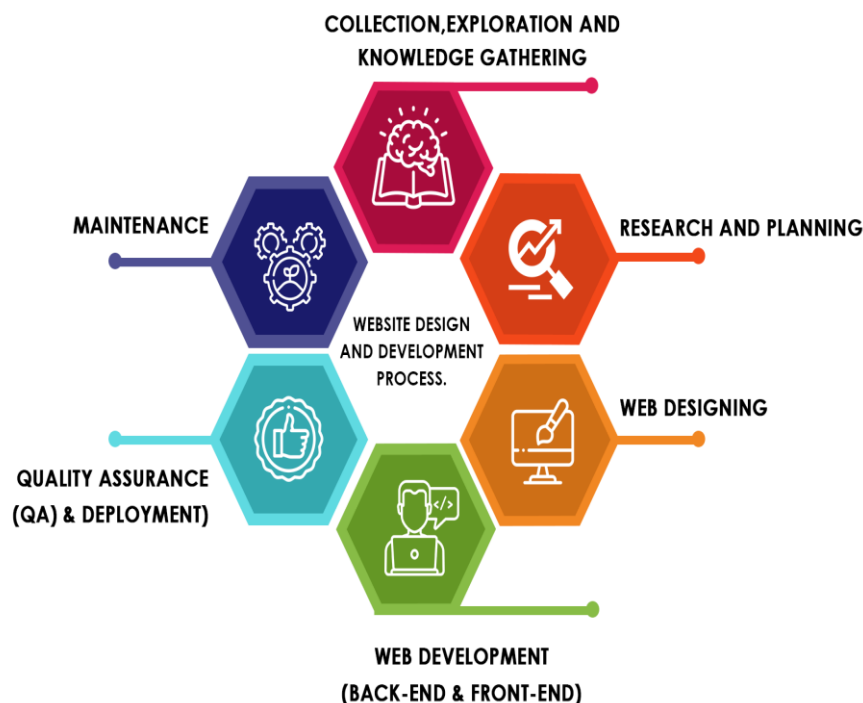 COLLECTION,EXPLORATION AND
KNOWLEDGE GATHERING
MAINTENANCE
RESEARCH AND PLANNING
WEBSITE DESIGN
AND DEVELOPMENT
PROCESS.
WEB DESIGNING
QUALITY ASSURANCE
(QA) & DEPLOYMENT)
</>
WEB DEVELOPMENT
(BACK-END & FRONT-END)